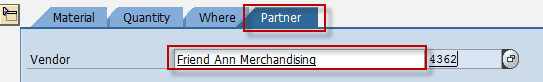 Material Quantity Where Partner
Vendor Friend Ann Merchandising 4362